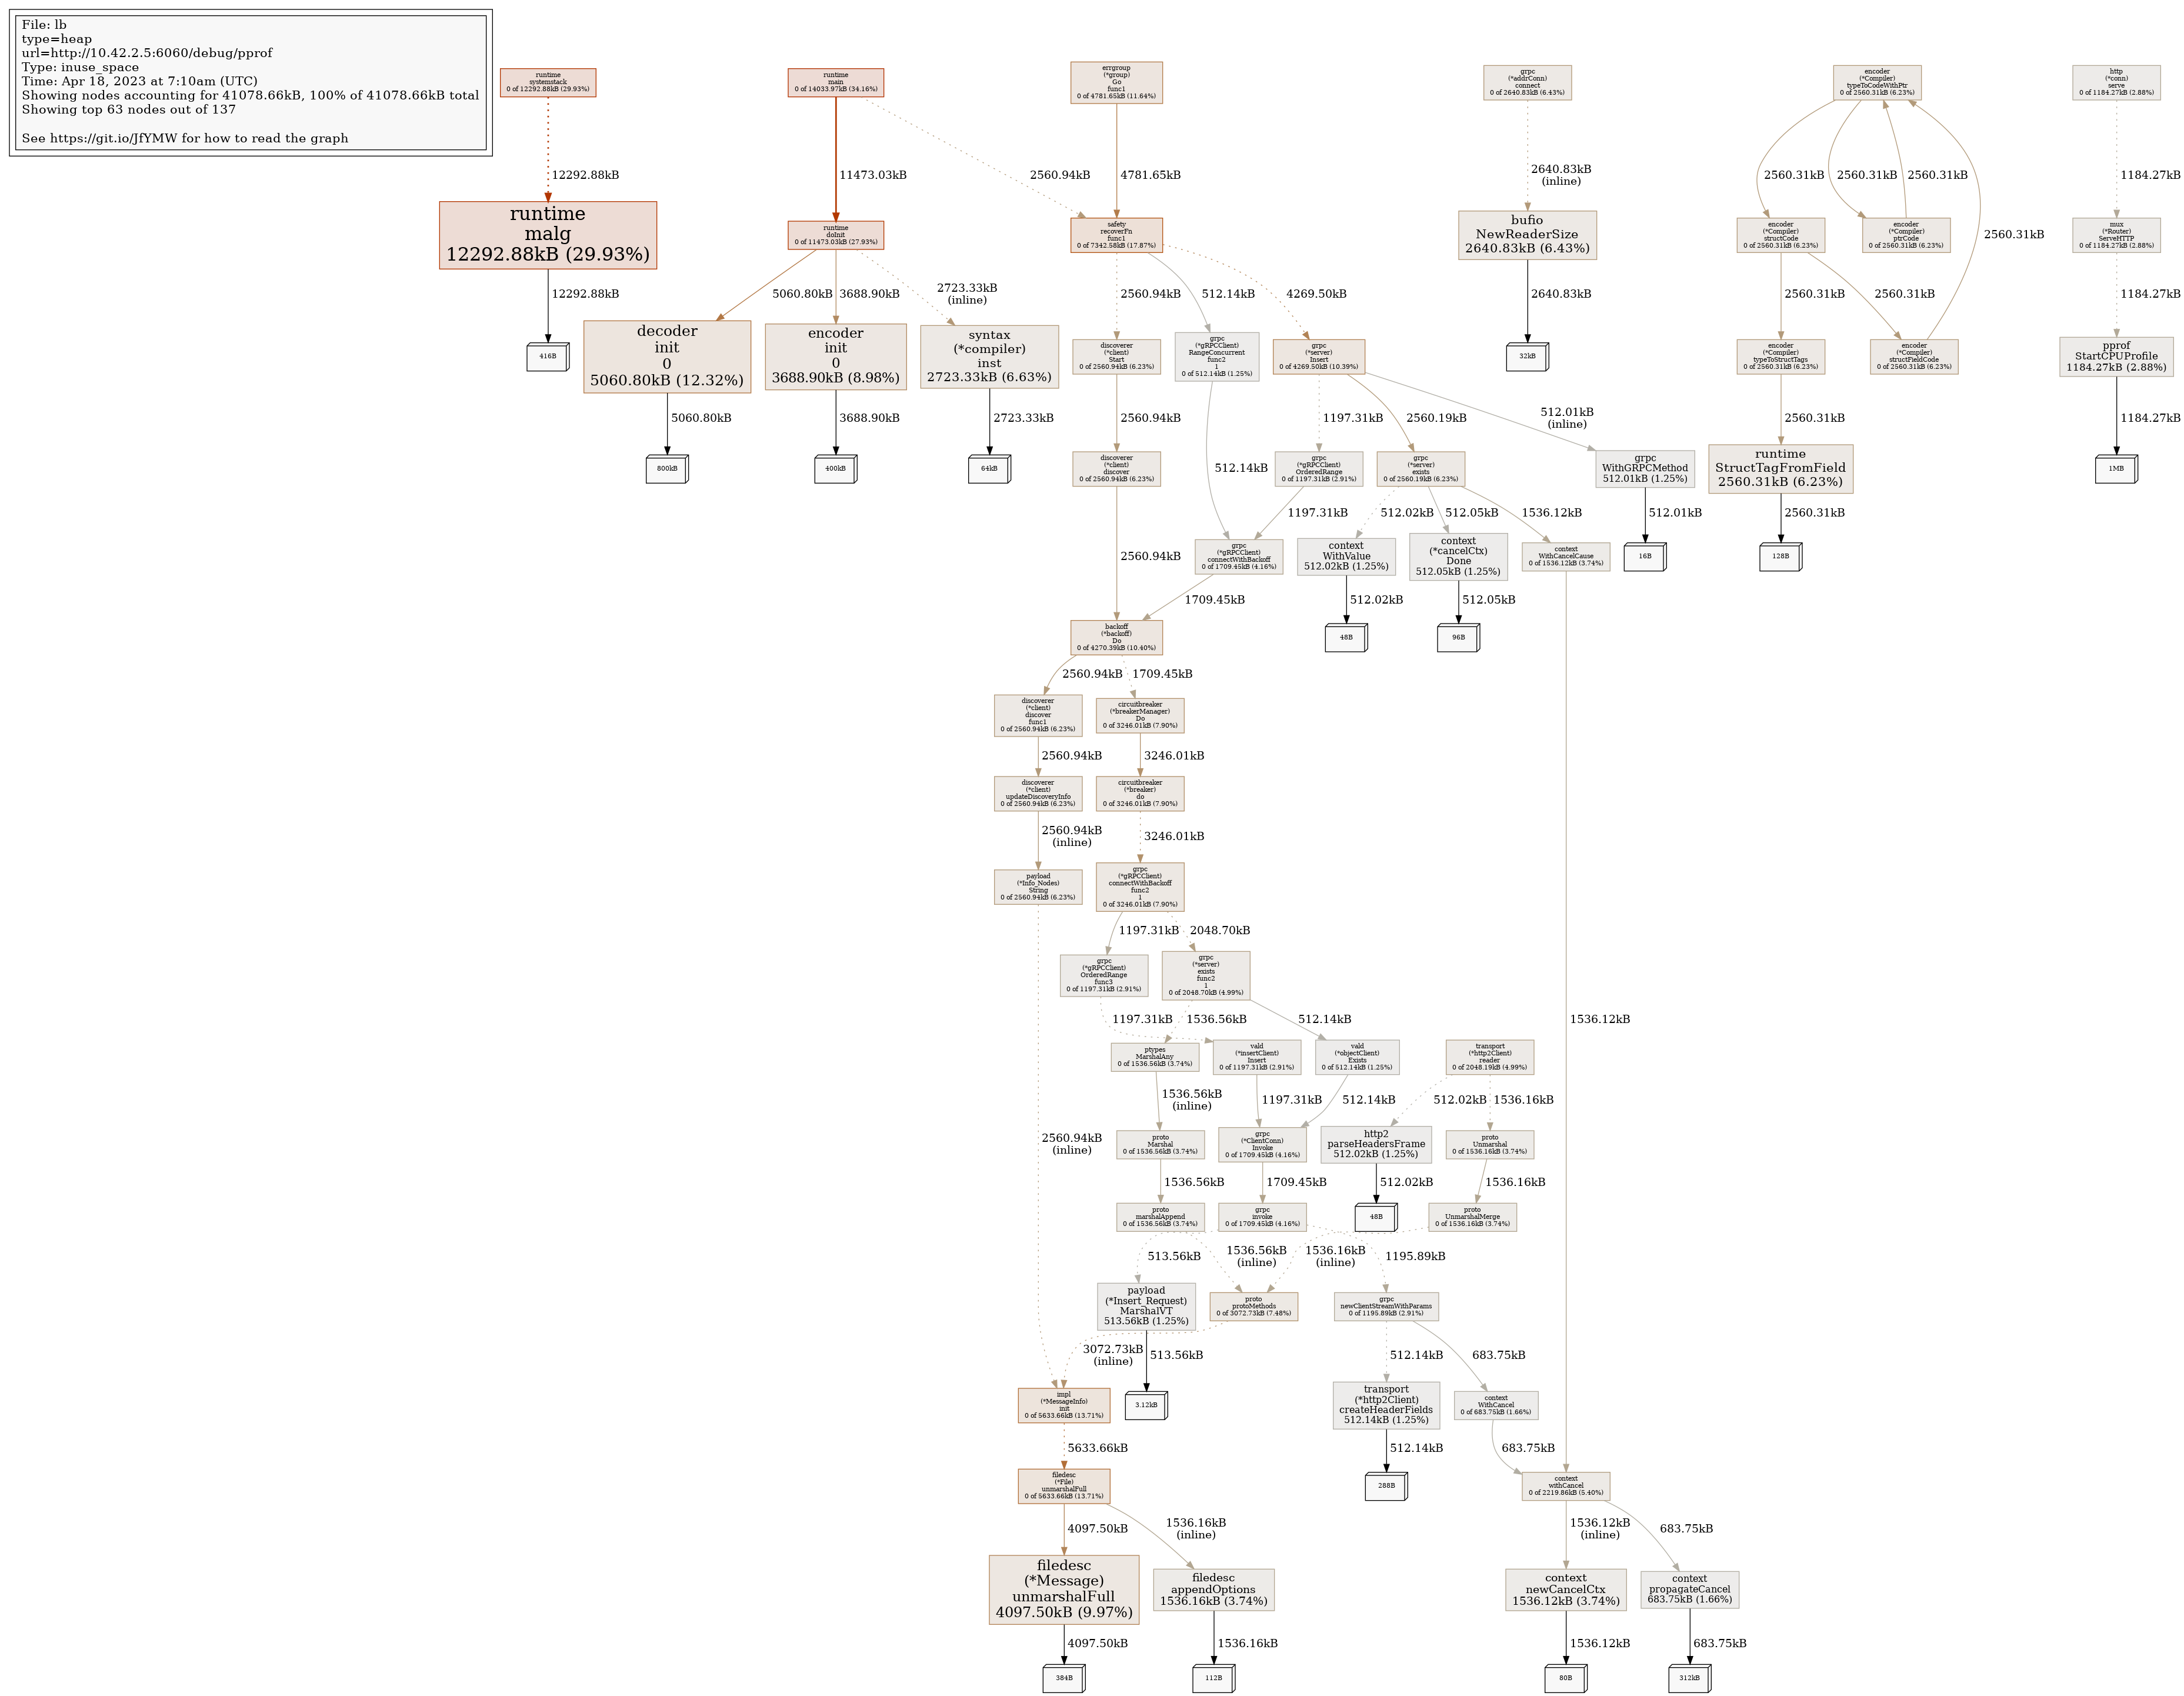 File: lb
type=heap
url=http://10.42.2.5:6060/debug/pprof
Type: inuse_space
Time: Apr 18, 2023 at 7:10am (UTC)
Showing nodes accounting for 41078.66kB, 100% of 41078.66kB total
Showing top 63 nodes out of 137
See https://git.io/JfYMW for how to read the graph
runtime
systemstack
0 of 12292.88kB (29.93%)
runtime
main
0 of 14033.97kB (34.16%)
errgroup
(*group)
Go
func1
0 of 4781.65kB (11.64%)
grpc
(*addrConn)
connect
0 of 2640.83kB (6.43%)
encoder
(*Compiler)
typeToCodeWithPtr
0 of 2560.31kB (6.23%)
http
(*conn)
serve
0 of 1184.27kB (2.88%)
12292.88kB
11473.03kB
2560.94kB
4781.65kB
2640.83kB
(inline)
2560.31kB
2560.31kB
2560.31kB
2560.31kB
1184.27kB
runtime
malg
12292.88kB (29.93%)
runtime
doInit
0 of 11473.03kB (27.93%)
safety
recoverFn
func1
0 of 7342.58kB (17.87%)
bufio
NewReaderSize
2640.83kB (6.43%)
encoder
(*Compiler)
structCode
0 of 2560.31kB (6.23%)
encoder
(*Compiler)
ptrCode
0 of 2560.31kB (6.23%)
mux
(*Router)
ServeHTTP
0 of 1184.27kB (2.88%)
12292.88kB
5060.80kB
3688.90kB
2723.33kB
(inline)
2560.94kB
512.14kB
4269.50kB
2640.83kB
2560.31kB
2560.31kB
1184.27kB
416B
decoder
init
0
5060.80kB (12.32%)
encoder
init
0
3688.90kB (8.98%)
syntax
(*compiler)
inst
2723.33kB (6.63%)
discoverer
(*client)
Start
0 of 2560.94kB (6.23%)
grpc
(*gRPCClient)
RangeConcurrent
func2
1
0 of 512.14kB (1.25%)
grpc
(*server)
Insert
0 of 4269.50kB (10.39%)
32kB
encoder
(*Compiler)
typeToStructTags
0 of 2560.31kB (6.23%)
encoder
(*Compiler)
structFieldCode
0 of 2560.31kB (6.23%)
pprof
StartCPUProfile
1184.27kB (2.88%)
5060.80kB
3688.90kB
2723.33kB
2560.94kB
512.14kB
1197.31kB
2560.19kB
512.01kB
(inline)
2560.31kB
1184.27kB
800kB
400kB
64kB
discoverer
(*client)
discover
0 of 2560.94kB (6.23%)
grpc
(*gRPCClient)
OrderedRange
0 of 1197.31kB (2.91%)
grpc
(*server)
exists
0 of 2560.19kB (6.23%)
grpc
WithGRPCMethod
512.01kB (1.25%)
runtime
StructTagFromField
2560.31kB (6.23%)
1MB
2560.94kB
1197.31kB
512.02kB
512.05kB
1536.12kB
512.01kB
2560.31kB
grpc
(*gRPCClient)
connectWithBackoff
0 of 1709.45kB (4.16%)
context
WithValue
512.02kB (1.25%)
context
(*cancelCtx)
Done
512.05kB (1.25%)
context
WithCancelCause
0 of 1536.12kB (3.74%)
16B
128B
1709.45kB
512.02kB
512.05kB
backoff
(*backoff)
Do
0 of 4270.39kB (10.40%)
48B
96B
2560.94kB
1709.45kB
discoverer
(*client)
discover
func1
0 of 2560.94kB (6.23%)
circuitbreaker
(*breakerManager)
Do
0 of 3246.01kB (7.90%)
2560.94kB
3246.01kB
discoverer
(*client)
updateDiscoveryInfo
0 of 2560.94kB (6.23%)
circuitbreaker
(*breaker)
do
0 of 3246.01kB (7.90%)
2560.94kB
(inline)
3246.01kB
payload
(*Info_Nodes)
String
0 of 2560.94kB (6.23%)
grpc
(*gRPCClient)
connectWithBackoff
func2
1
0 of 3246.01kB (7.90%)
1197.31kB
2048.70kB
grpc
(*gRPCClient)
OrderedRange
func3
0 of 1197.31kB (2.91%)
grpc
(*server)
exists
func2
1
0 of 2048.70kB (4.99%)
1197.31kB
1536.56kB
512.14kB
1536.12kB
ptypes
MarshalAny
0 of 1536.56kB (3.74%)
vald
(*insertClient)
Insert
0 of 1197.31kB (2.91%)
vald
(*objectClient)
Exists
0 of 512.14kB (1.25%)
transport
(*http2Client)
reader
0 of 2048.19kB (4.99%)
1536.56kB
(inline)
1197.31kB
512.14kB
512.02kB
1536.16kB
2560.94kB
(inline)
proto
Marshal
0 of 1536.56kB (3.74%)
grpc
(*ClientConn)
Invoke
0 of 1709.45kB (4.16%)
http2
parseHeadersFrame
512.02kB (1.25%)
proto
Unmarshal
0 of 1536.16kB (3.74%)
1536.56kB
1709.45kB
512.02kB
1536.16kB
proto
marshalAppend
0 of 1536.56kB (3.74%)
grpc
invoke
0 of 1709.45kB (4.16%)
48B
proto
UnmarshalMerge
0 of 1536.16kB (3.74%)
513.56kB
1536.56kB
(inline)
1536.16kB
(inline)
1195.89kB
payload
(*Insert_Request)
MarshalVT
513.56kB (1.25%)
proto
protoMethods
0 of 3072.73kB (7.48%)
grpc
newClientStreamWithParams
0 of 1195.89kB (2.91%)
3072.73kB
(inline)
513.56kB
512.14kB
683.75kB
impl
(*MessageInfo)
init
0 of 5633.66kB (13.71%)
3.12kB
transport
(*http2Client)
createHeaderFields
512.14kB (1.25%)
context
WithCancel
0 of 683.75kB (1.66%)
5633.66kB
512.14kB
683.75kB
filedesc
(*File)
unmarshalFull
0 of 5633.66kB (13.71%)
288B
context
withCancel
0 of 2219.86kB (5.40%)
4097.50kB
1536.16kB
(inline)
1536.12kB
(inline)
683.75kB
filedesc
(*Message)
unmarshalFull
4097.50kB (9.97%)
filedesc
appendOptions
1536.16kB (3.74%)
context
newCancelCtx
1536.12kB (3.74%)
context
propagateCancel
683.75kB (1.66%)
4097.50kB
1536.16kB
1536.12kB
683.75kB
384B
112B
80B
312kB